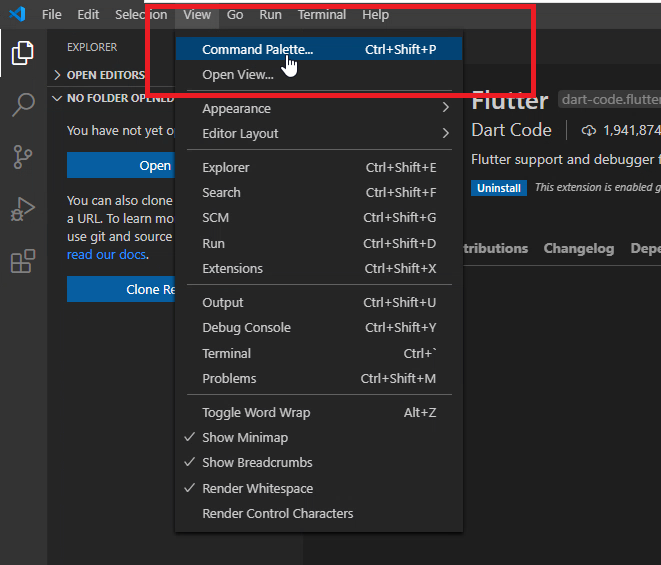 File Edit Selection View Go Run Terminal Help
EXPLORER
OPEN EDITORS
NO FOLDER OPENED
You have not yet o
Open
You can also clone
a URL. To learn mo
use git and source
read our docs.
Clone Re
Command Palette... Ctrl+Shift+P
Open View...
Appearance
Editor Layout
Explorer Ctrl+Shift+E
Search Ctrl+Shift+F
SCM Ctrl+Shift+G
Run Ctrl+Shift+D
Extensions Ctrl+Shift+X
Output Ctrl+Shift+U
Debug Console Ctrl+Shift+Y
Terminal Ctrl+`
Problems Ctrl+Shift+M
Toggle Word Wrap Alt+Z
Show Minimap
Show Breadcrumbs
Render Whitespace
Render Control Characters
Flutter dart-code.flutter
Dart Code 1,941,874
Flutter support and debugger f
Uninstall This extension is enabled g
tributions Changelog Depe